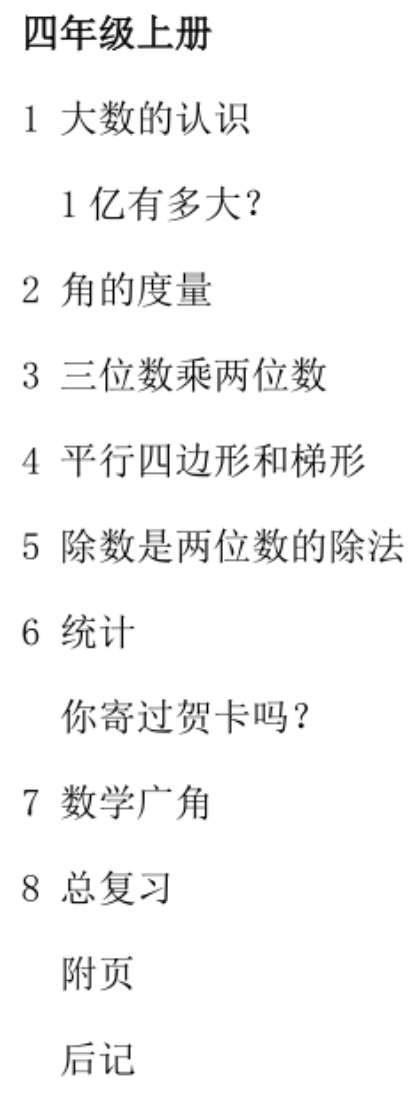 四年级上册
1 大数的认识
1 亿有多大?
2 角的度量
3 三位数乘两位数
4 平行四边形和梯形
5 除数是两位数的除法
6 统计
你寄过贺卡吗?
7 数学广角
8 总复习
附页
后记